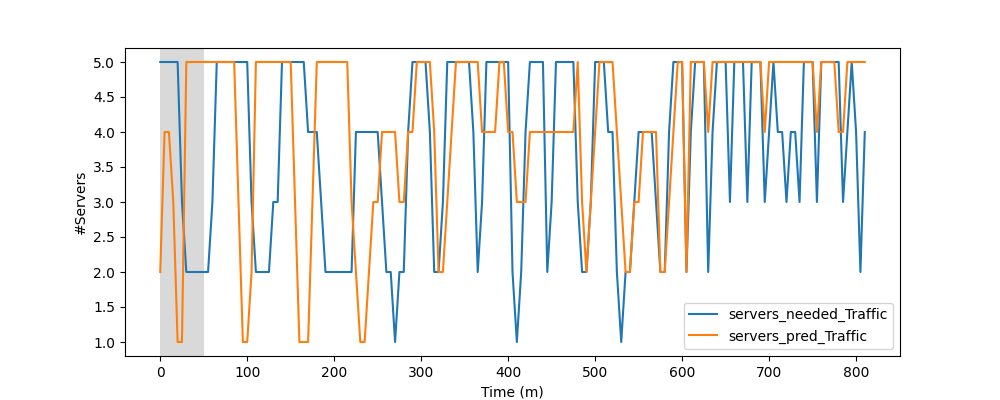 5.0
4.5
4.0
3.5
3.0
2.5
2.0
1.5
1.0
#Servers
servers_needed_Traffic
servers_pred_Traffic
0 100 200 300 400 500 600 700 800
Time (m)